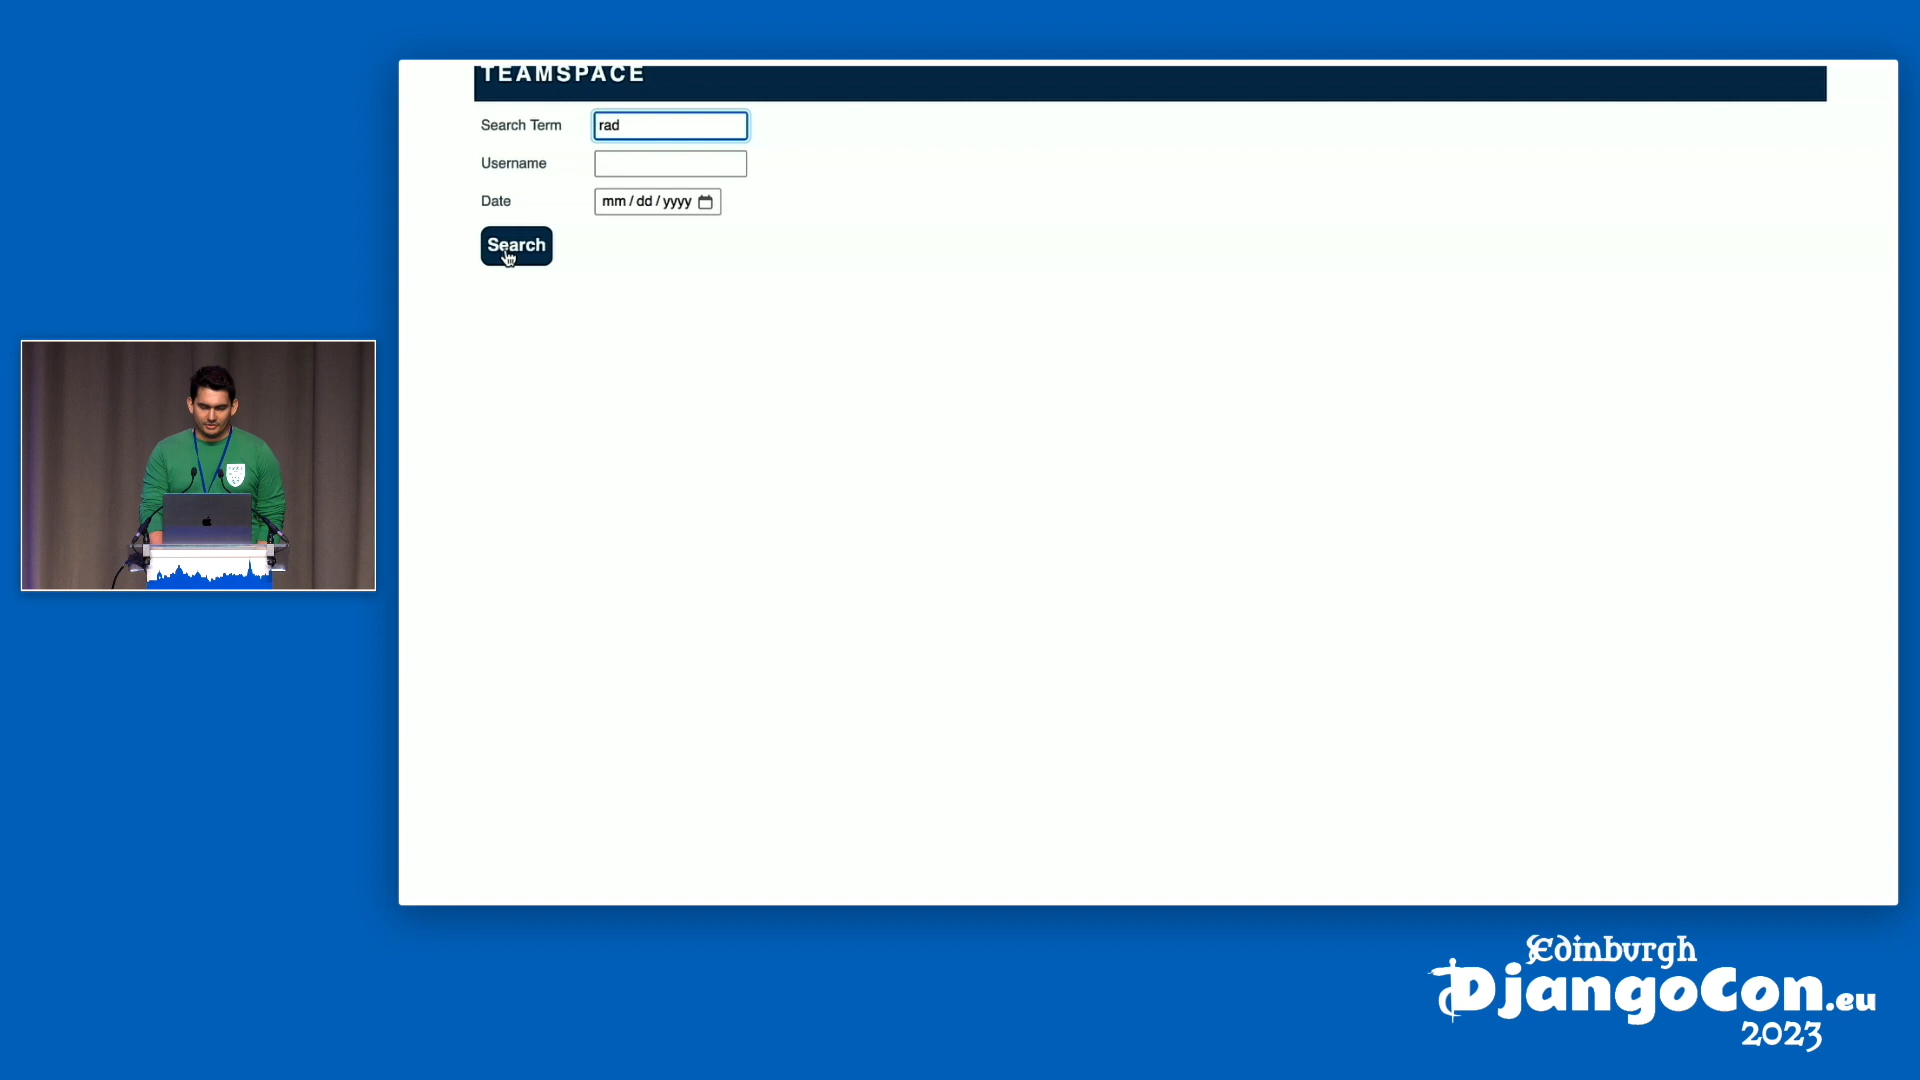 TEAMSPACE
Search Term rad
Username
Date mm / dd / yyyy
Search
Edinburgh
DjangoCon.eu
2023